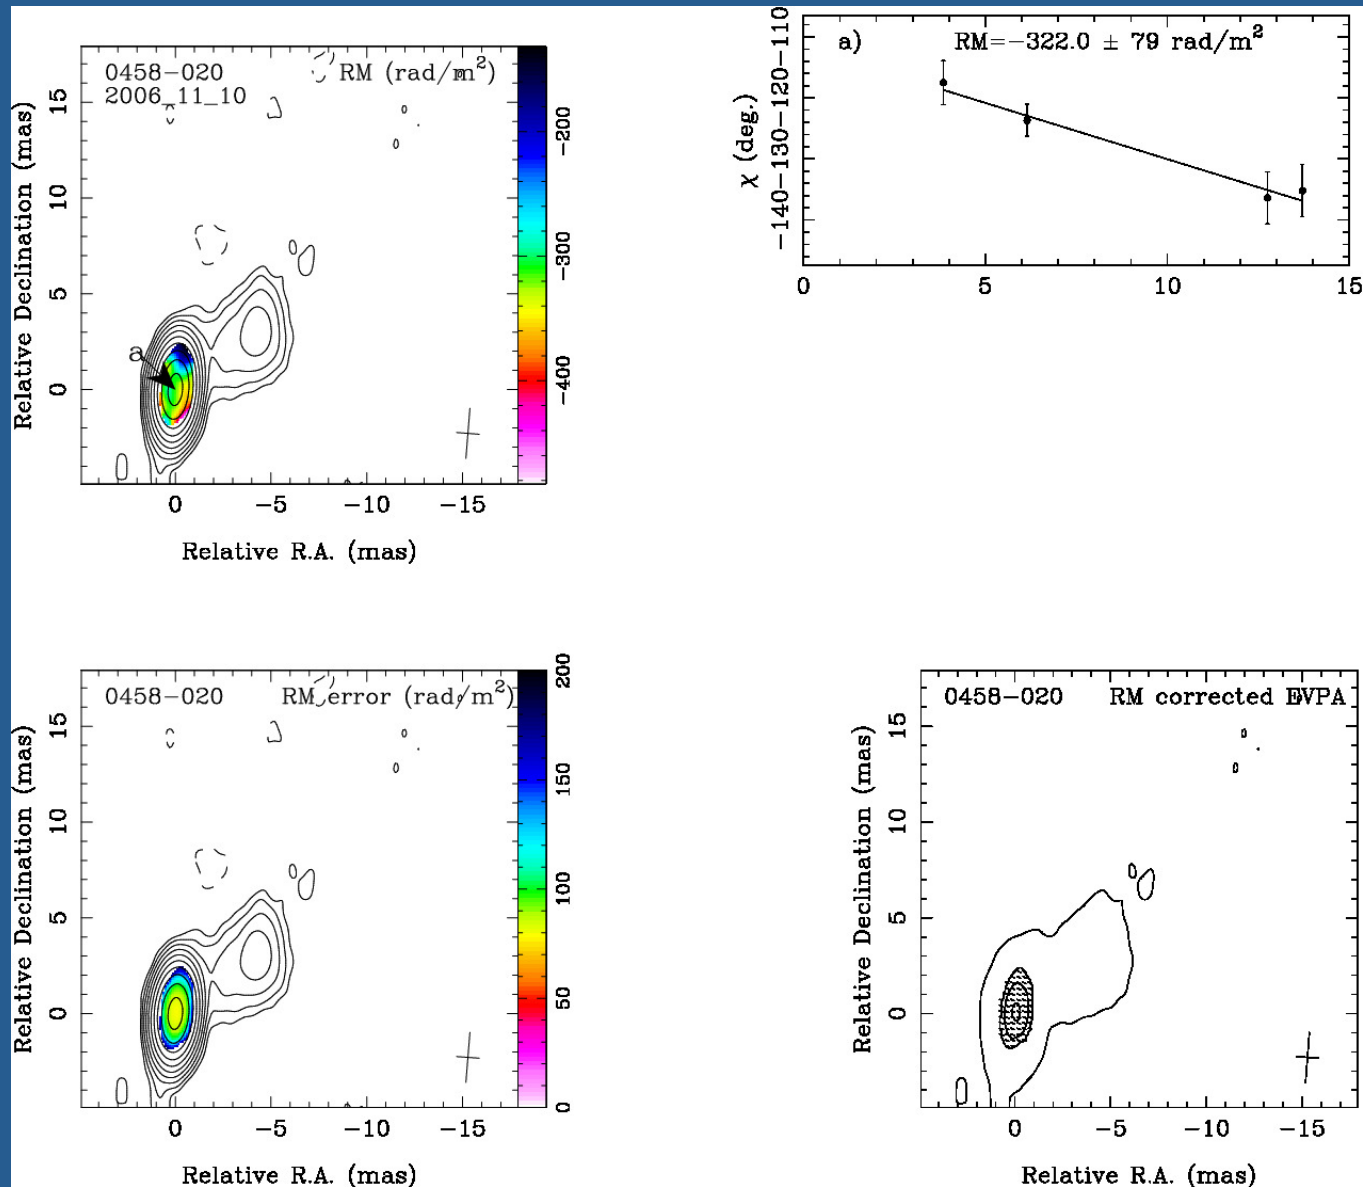 0458−020 RM (rad/m²)
2006_11_10
15
10
5
0
Relative Declination (mas)
0 −5 −10 −15
Relative R.A. (mas)
−200
−300
−400
a
a) RM=−322.0 ± 79 rad/m²
−110
−120
−130
−140
χ (deg.)
0 5 10 15
0458−020 RM error (rad/m²)
15
10
5
0
Relative Declination (mas)
0 −5 −10 −15
Relative R.A. (mas)
200
150
100
50
0
0458−020 RM corrected EVPA
15
10
5
0
Relative Declination (mas)
0 −5 −10 −15
Relative R.A. (mas)